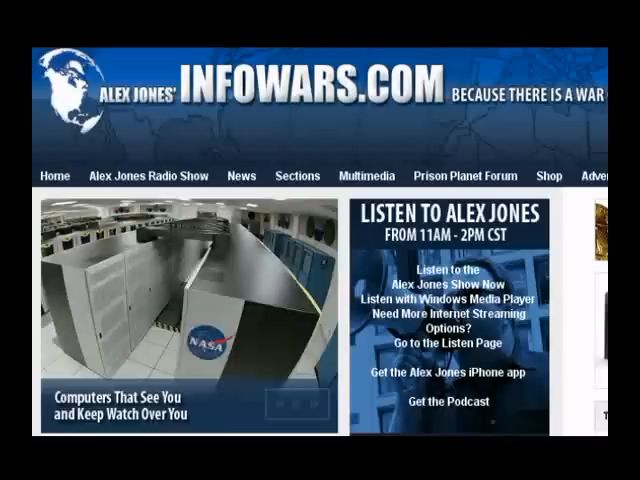 ALEX JONES' INFOWARS.COM BECAUSE THERE IS A WAR
Home Alex Jones Radio Show News Sections Multimedia Prison Planet Forum Shop Adver
LISTEN TO ALEX JONES
FROM 11AM - 2PM CST
Listen to the
Alex Jones Show Now
Listen with Windows Media Player
Need More Internet Streaming
Options?
Go to the Listen Page
Get the Alex Jones iPhone app
Get the Podcast
NASA
Computers That See You
and Keep Watch Over You